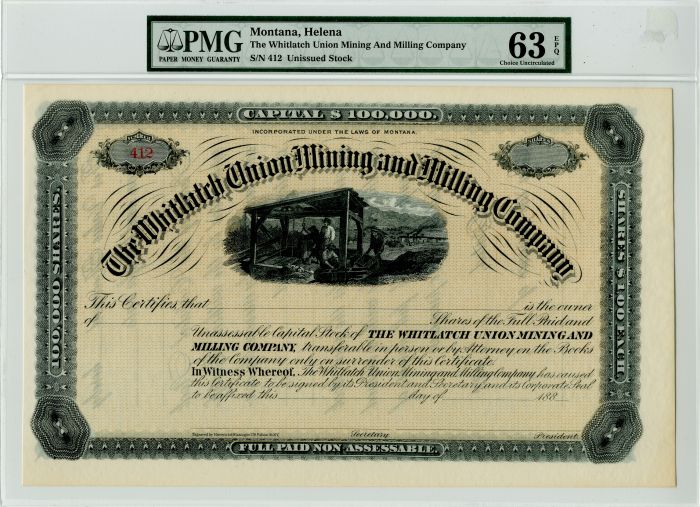 PMG
PAPER MONEY GUARANTY
Montana, Helena
The Whitlatch Union Mining And Milling Company
S/N 412 Unissued Stock
63 EPQ
Choice Uncirculated
CAPITAL $ 100,000.
INCORPORATED UNDER THE LAWS OF MONTANA.
412
The Whitlatch Union Mining and Milling Company.
100,000 SHARES.
SHARES $100 EACH
This Certifies that is the owner
of Shares of the Full Paid and
Unassessable Capital Stock of THE WHITLATCH UNION MINING AND
MILLING COMPANY, transferable in person or by Attorney on the Books
of the Company only on surrender of this Certificate.
In Witness Whereof, The Whitlatch Union Mining and Milling Company has caused
this Certificate to be signed by its President and Secretary and its Corporate Seal
to be affixed this day of 188
Secretary
President
FULL PAID NON ASSESSABLE.